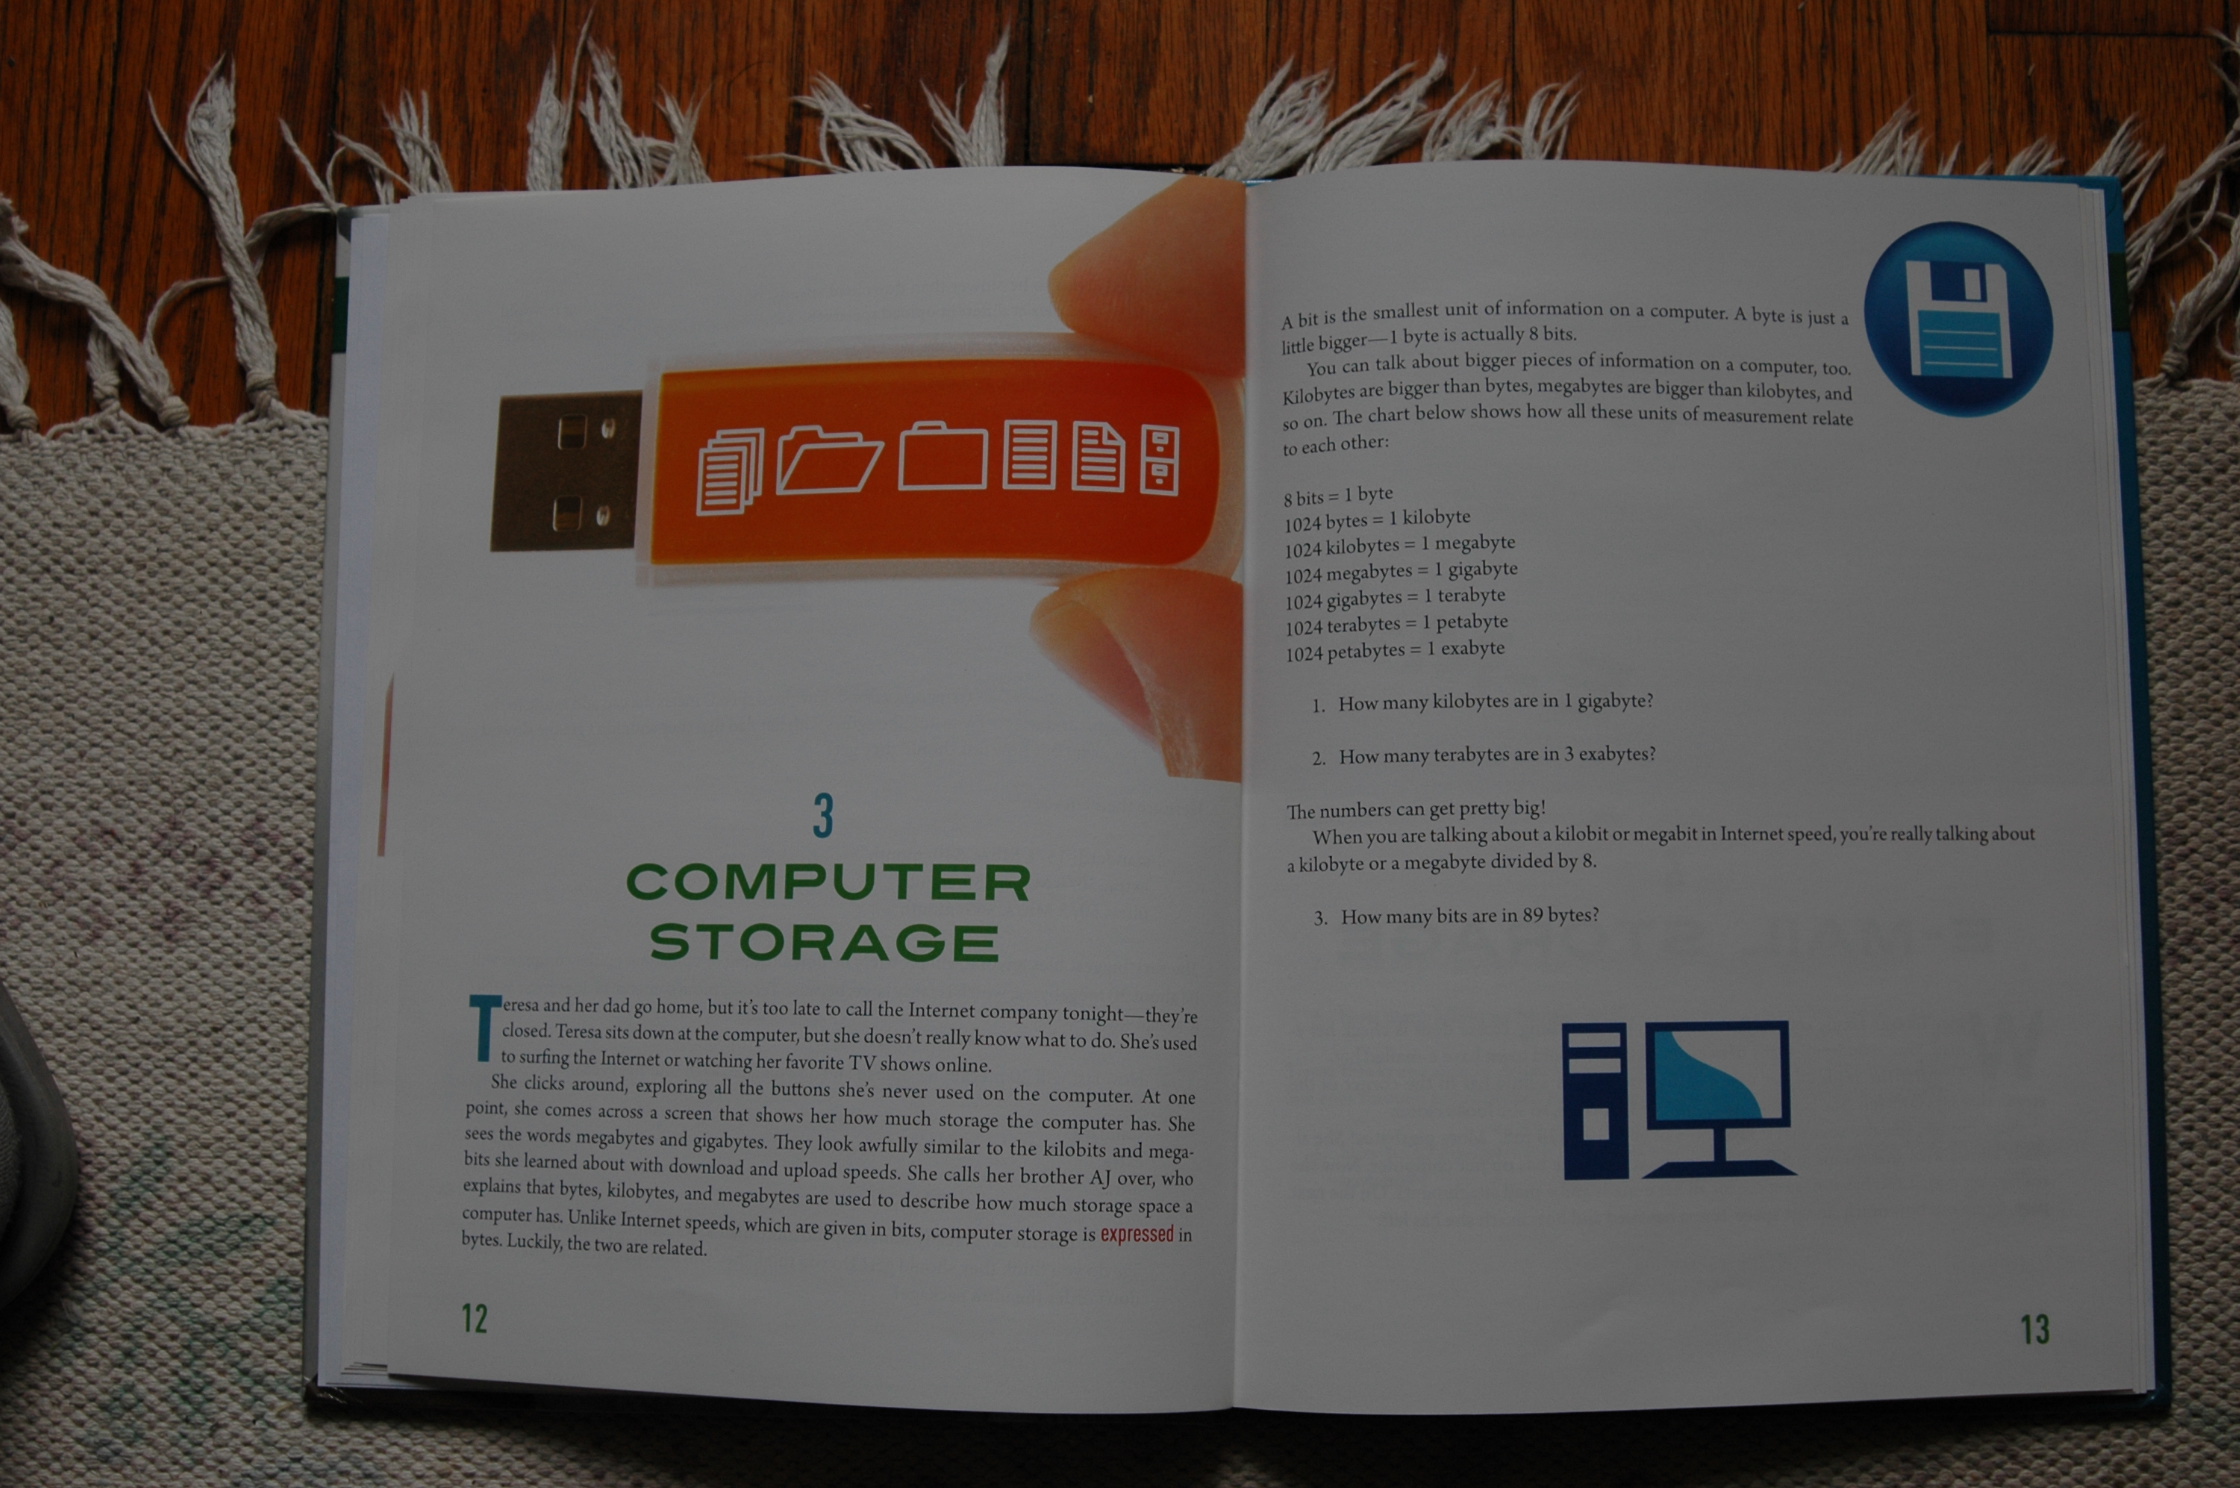 3
COMPUTER
STORAGE
Teresa and her dad go home, but it's too late to call the Internet company tonight—they're
closed. Teresa sits down at the computer, but she doesn't really know what to do. She's used
to surfing the Internet or watching her favorite TV shows online.
She clicks around, exploring all the buttons she's never used on the computer. At one
point, she comes across a screen that shows her how much storage the computer has. She
sees the words megabytes and gigabytes. They look awfully similar to the kilobits and mega-
bits she learned about with download and upload speeds. She calls her brother AJ over, who
explains that bytes, kilobytes, and megabytes are used to describe how much storage space a
computer has. Unlike Internet speeds, which are given in bits, computer storage is expressed in
bytes. Luckily, the two are related.
12
A bit is the smallest unit of information on a computer. A byte is just a
little bigger—1 byte is actually 8 bits.
You can talk about bigger pieces of information on a computer, too.
Kilobytes are bigger than bytes, megabytes are bigger than kilobytes, and
so on. The chart below shows how all these units of measurement relate
to each other:
8 bits = 1 byte
1024 bytes = 1 kilobyte
1024 kilobytes = 1 megabyte
1024 megabytes = 1 gigabyte
1024 gigabytes = 1 terabyte
1024 terabytes = 1 petabyte
1024 petabytes = 1 exabyte
1. How many kilobytes are in 1 gigabyte?
2. How many terabytes are in 3 exabytes?
The numbers can get pretty big!
When you are talking about a kilobit or megabit in Internet speed, you're really talking about
a kilobyte or a megabyte divided by 8.
3. How many bits are in 89 bytes?
13